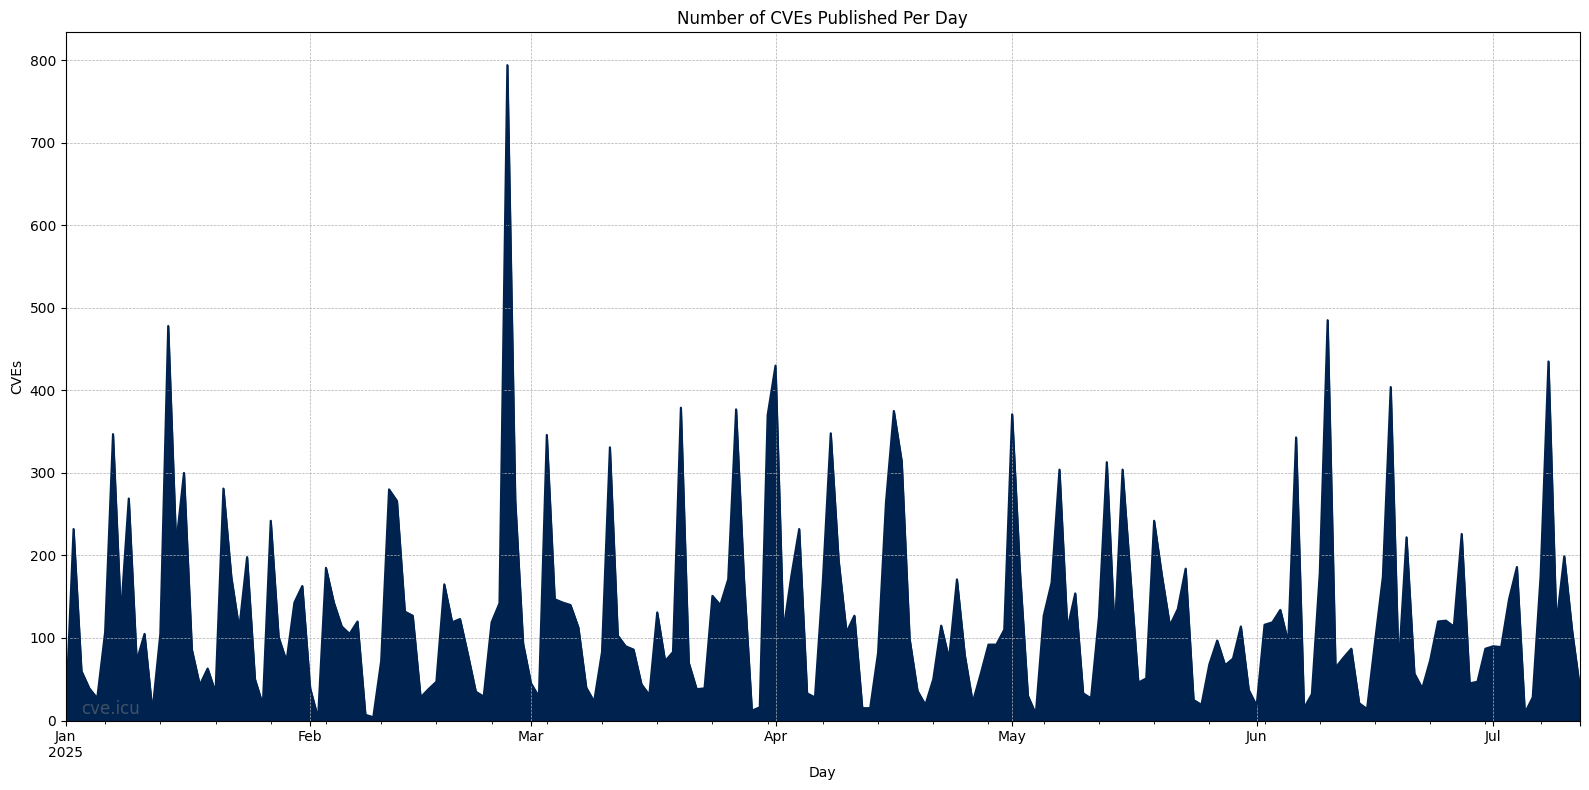 Number of CVEs Published Per Day
800
700
600
500
400
300
200
100
0
CVEs
cve.icu
Jan Feb Mar Apr May Jun Jul
2025
Day